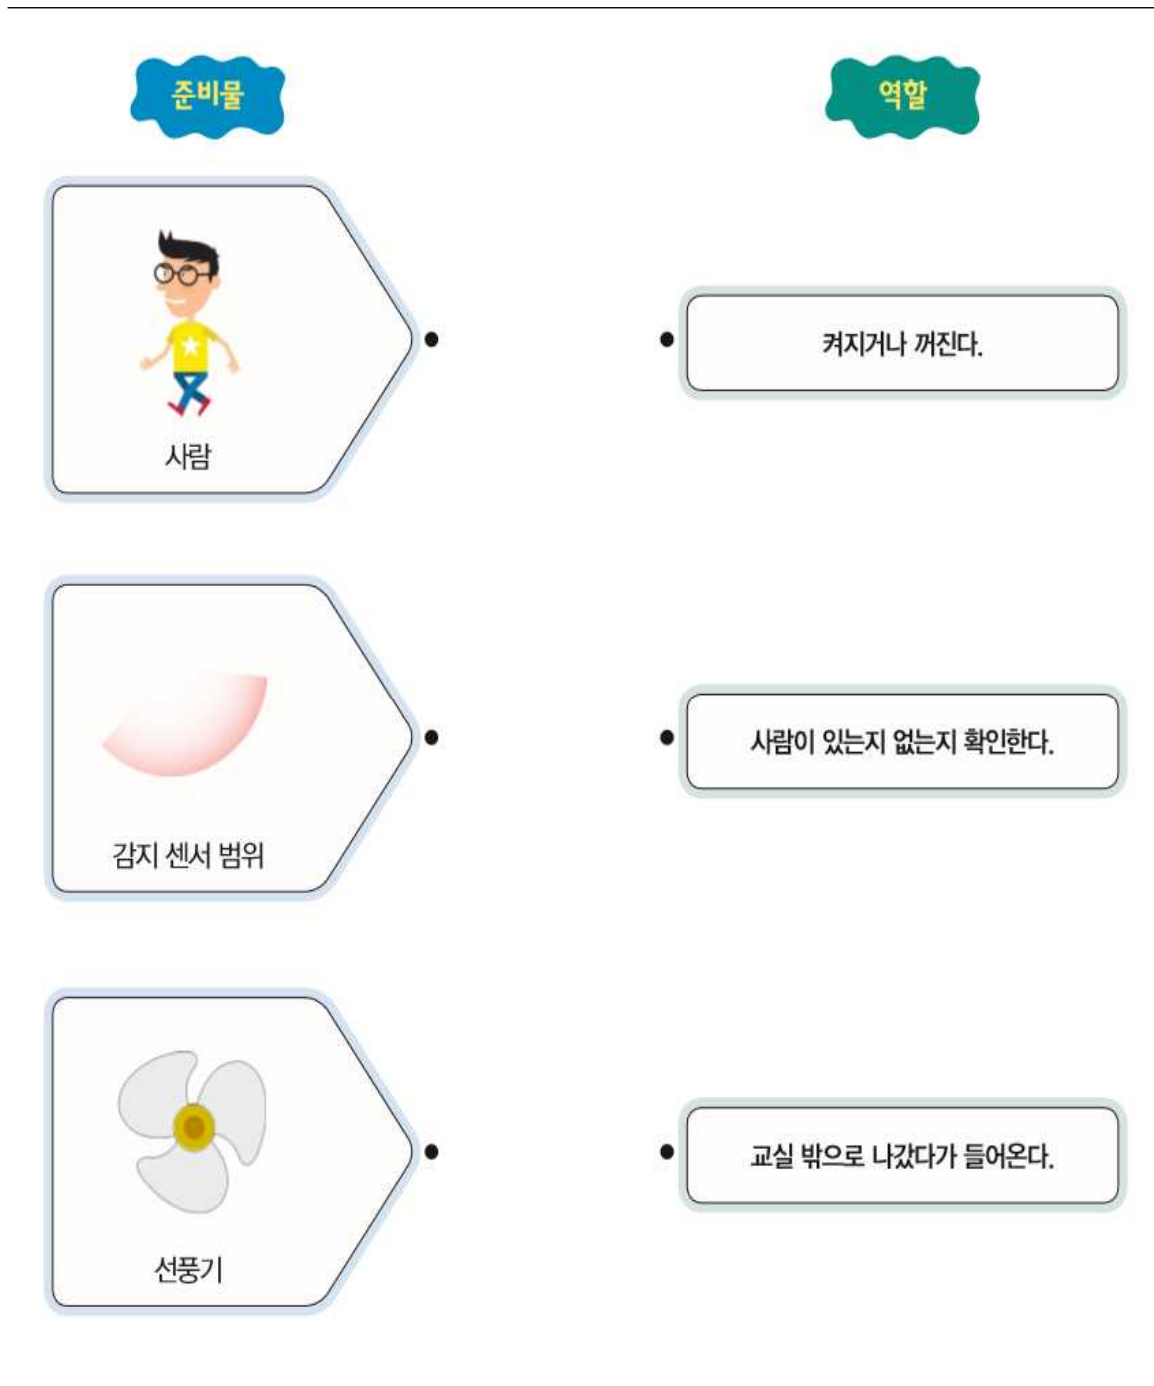 준비물
역할
사람
켜지거나 꺼진다.
감지 센서 범위
사람이 있는지 없는지 확인한다.
선풍기
교실 밖으로 나갔다가 들어온다.